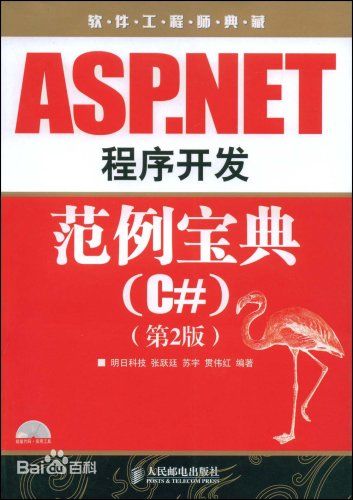 软·件·工·程·师·典·藏
ASP.NET
程序开发
范例宝典
(C#)
(第2版)
■ 明日科技 张跃廷 苏宇 贯伟红 编著
Bai百科
人民邮电出版社
POSTS & TELECOM PRESS